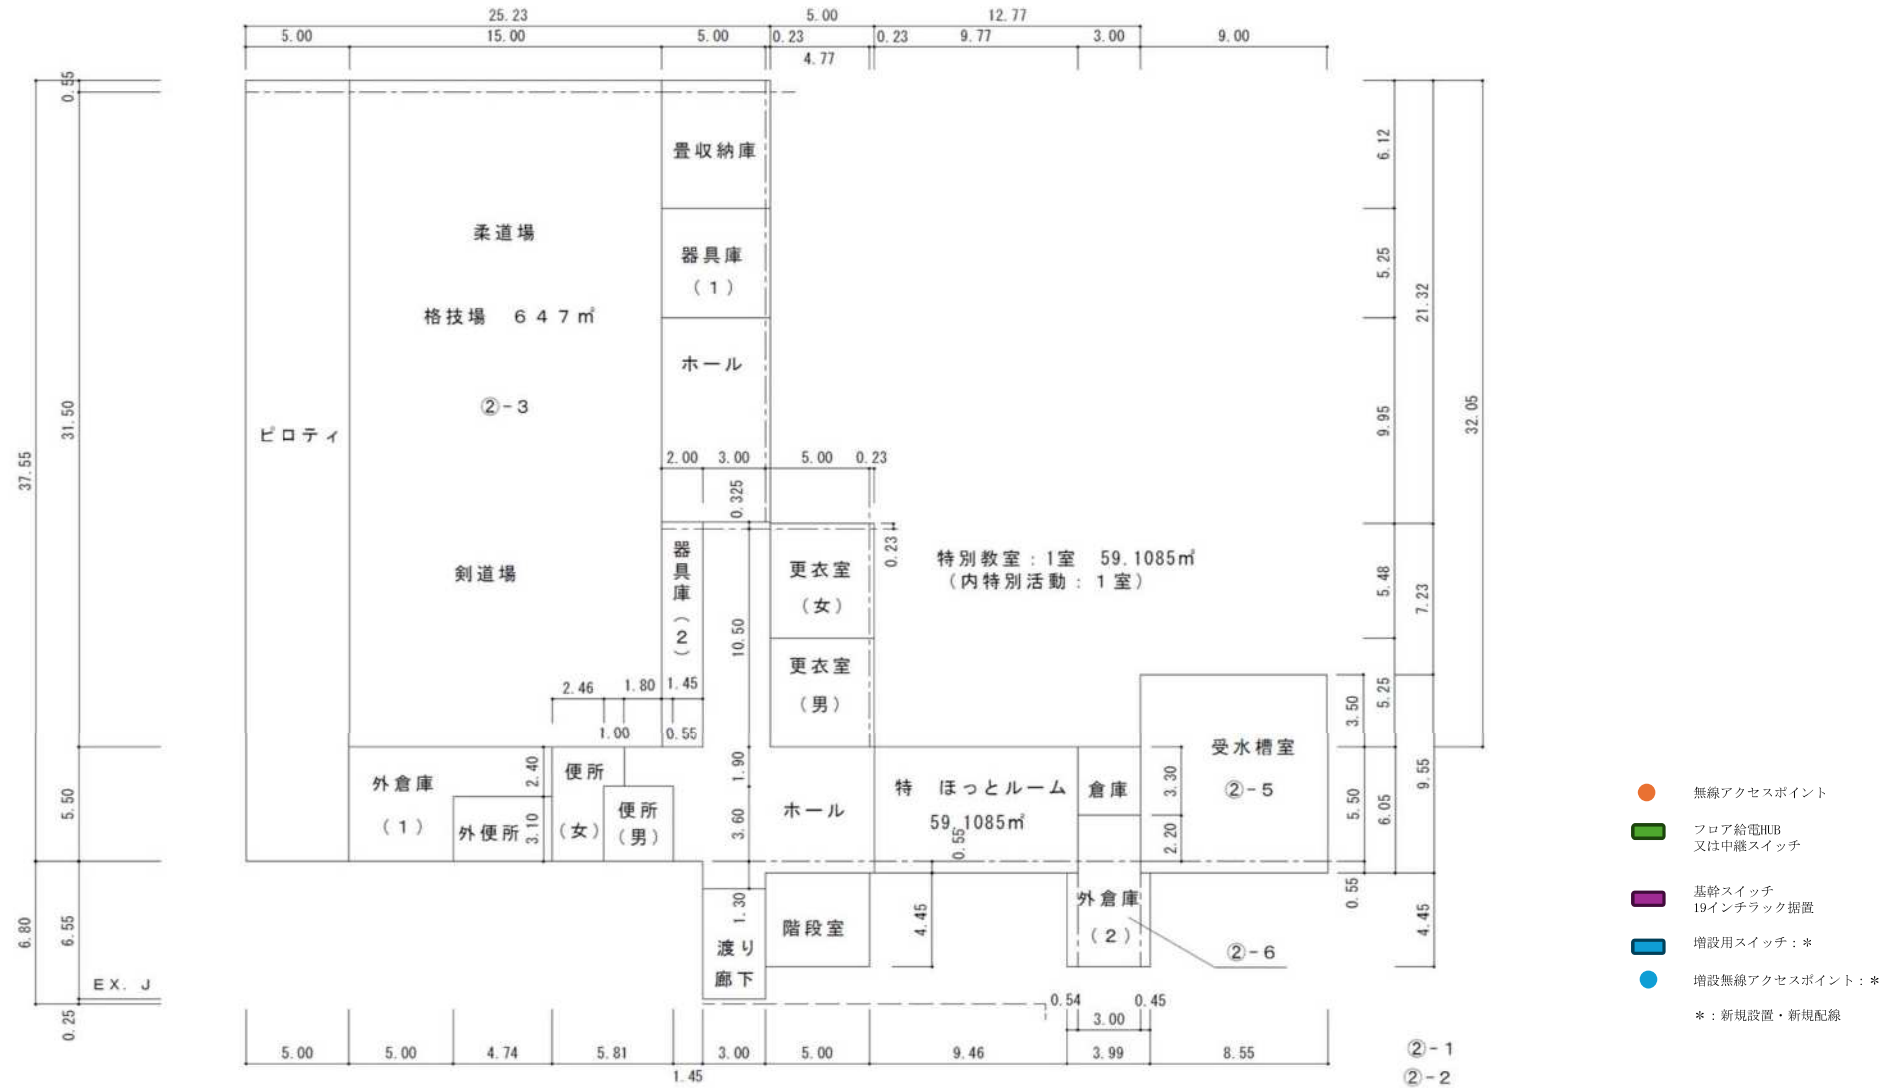 25.23
5.00
12.77
5.00
15.00
5.00
0.23
0.23
9.77
3.00
9.00
4.77
0.55
31.50
37.55
5.50
6.80
6.55
0.25
EX. J
畳収納庫
柔道場
器具庫
(1)
格技場 647㎡
ホール
②-3
ピロティ
2.00
3.00
5.00
0.23
0.325
剣道場
器具庫(2)
10.50
更衣室
(女)
0.23
特別教室:1室 59.1085㎡
(内特別活動:1室)
更衣室
(男)
2.46
1.80
1.45
1.00
0.55
外倉庫
(1)
2.40
便所
(女)
外便所
3.10
便所
(男)
1.90
3.60
ホール
特 ほっとルーム
59.1085㎡
0.55
倉庫
3.30
2.20
受水槽室
②-5
1.30
渡り
廊下
階段室
4.45
外倉庫
(2)
②-6
6.12
5.25
9.95
5.48
5.25
21.32
7.23
32.05
3.50
5.50
6.05
9.55
0.55
4.45
0.54
0.45
3.00
5.00
5.00
4.74
5.81
1.45
3.00
5.00
9.46
3.99
8.55
②-1
②-2
無線アクセスポイント
フロア給電HUB
又は中継スイッチ
基幹スイッチ
19インチラック据置
増設用スイッチ:*
増設無線アクセスポイント:*
*:新規設置・新規配線